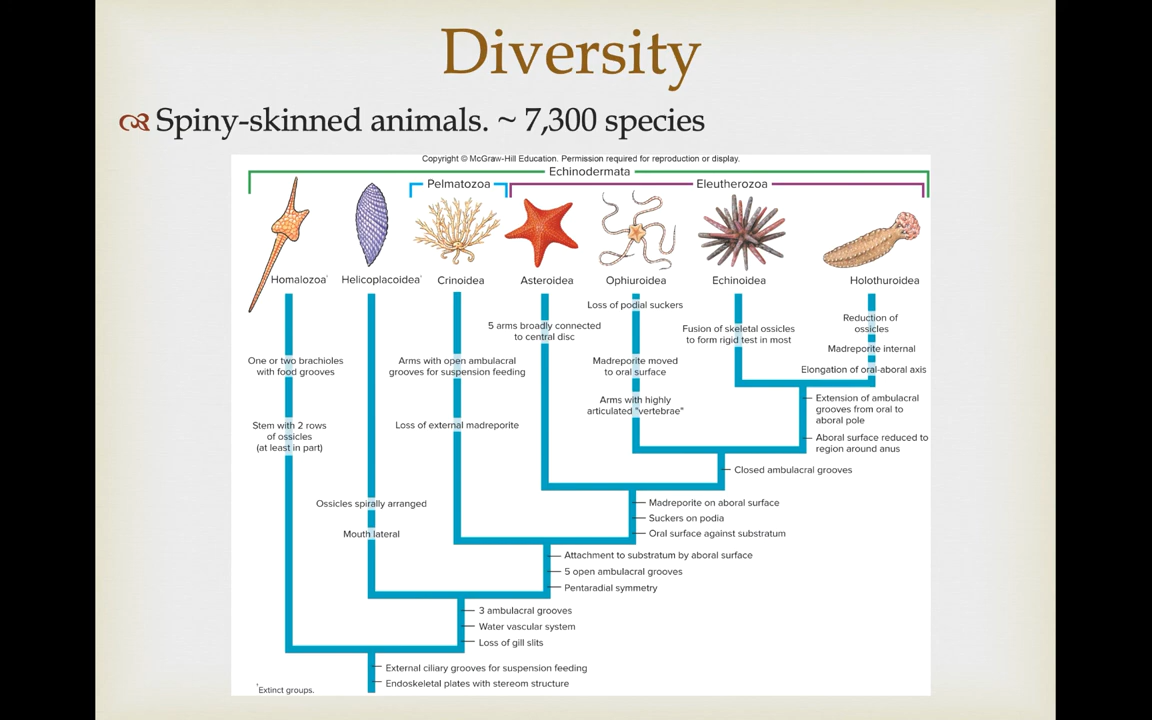 Diversity
Spiny-skinned animals. ~ 7,300 species
Copyright © McGraw-Hill Education. Permission required for reproduction or display.
Echinodermata
Pelmatozoa
Eleutherozoa
Homalozoa*
Helicoplacoidea*
Crinoidea
Asteroidea
Ophiuroidea
Echinoidea
Holothuroidea
Loss of podial suckers
5 arms broadly connected
to central disc
Fusion of skeletal ossicles
to form rigid test in most
Reduction of
ossicles
Madreporite internal
Elongation of oral-aboral axis
One or two brachioles
with food grooves
Arms with open ambulacral
grooves for suspension feeding
Madreporite moved
to oral surface
Arms with highly
articulated "vertebrae"
Extension of ambulacral
grooves from oral to
aboral pole
Aboral surface reduced to
region around anus
Stem with 2 rows
of ossicles
(at least in part)
Loss of external madreporite
Closed ambulacral grooves
Ossicles spirally arranged
Mouth lateral
Madreporite on aboral surface
Suckers on podia
Oral surface against substratum
Attachment to substratum by aboral surface
5 open ambulacral grooves
Pentaradial symmetry
3 ambulacral grooves
Water vascular system
Loss of gill slits
External ciliary grooves for suspension feeding
Endoskeletal plates with stereom structure
*Extinct groups.